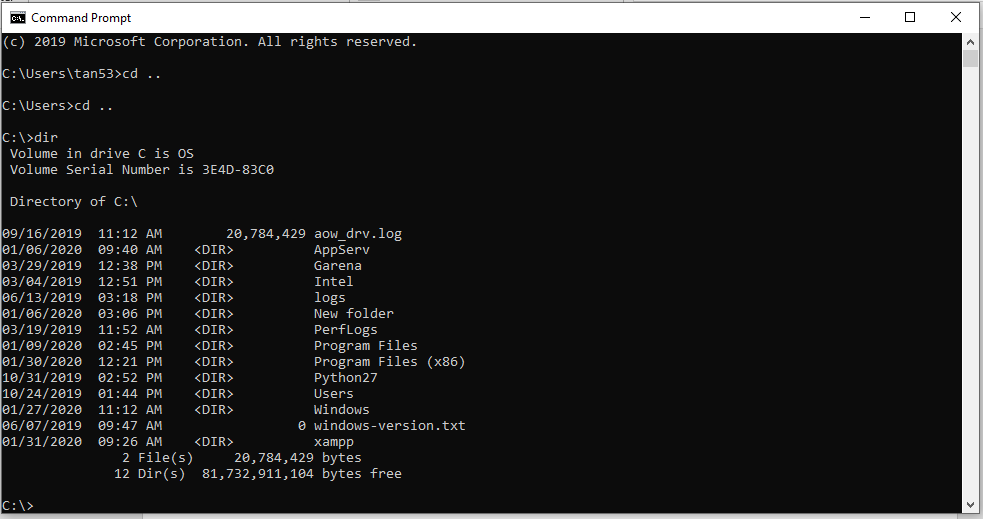 Command Prompt
(c) 2019 Microsoft Corporation. All rights reserved.
C:\Users\tan53>cd ..
C:\Users>cd ..
C:\>dir
 Volume in drive C is OS
 Volume Serial Number is 3E4D-83C0
 Directory of C:\
09/16/2019  11:12 AM        20,784,429 aow_drv.log
01/06/2020  09:40 AM    <DIR>          AppServ
03/29/2019  12:38 PM    <DIR>          Garena
03/04/2019  12:51 PM    <DIR>          Intel
06/13/2019  03:18 PM    <DIR>          logs
01/06/2020  03:06 PM    <DIR>          New folder
03/19/2019  11:52 AM    <DIR>          PerfLogs
01/09/2020  02:45 PM    <DIR>          Program Files
01/30/2020  12:21 PM    <DIR>          Program Files (x86)
10/31/2019  02:52 PM    <DIR>          Python27
10/24/2019  01:44 PM    <DIR>          Users
01/27/2020  11:12 AM    <DIR>          Windows
06/07/2019  09:47 AM                 0 windows-version.txt
01/31/2020  09:26 AM    <DIR>          xampp
               2 File(s)     20,784,429 bytes
              12 Dir(s)  81,732,911,104 bytes free
C:\>